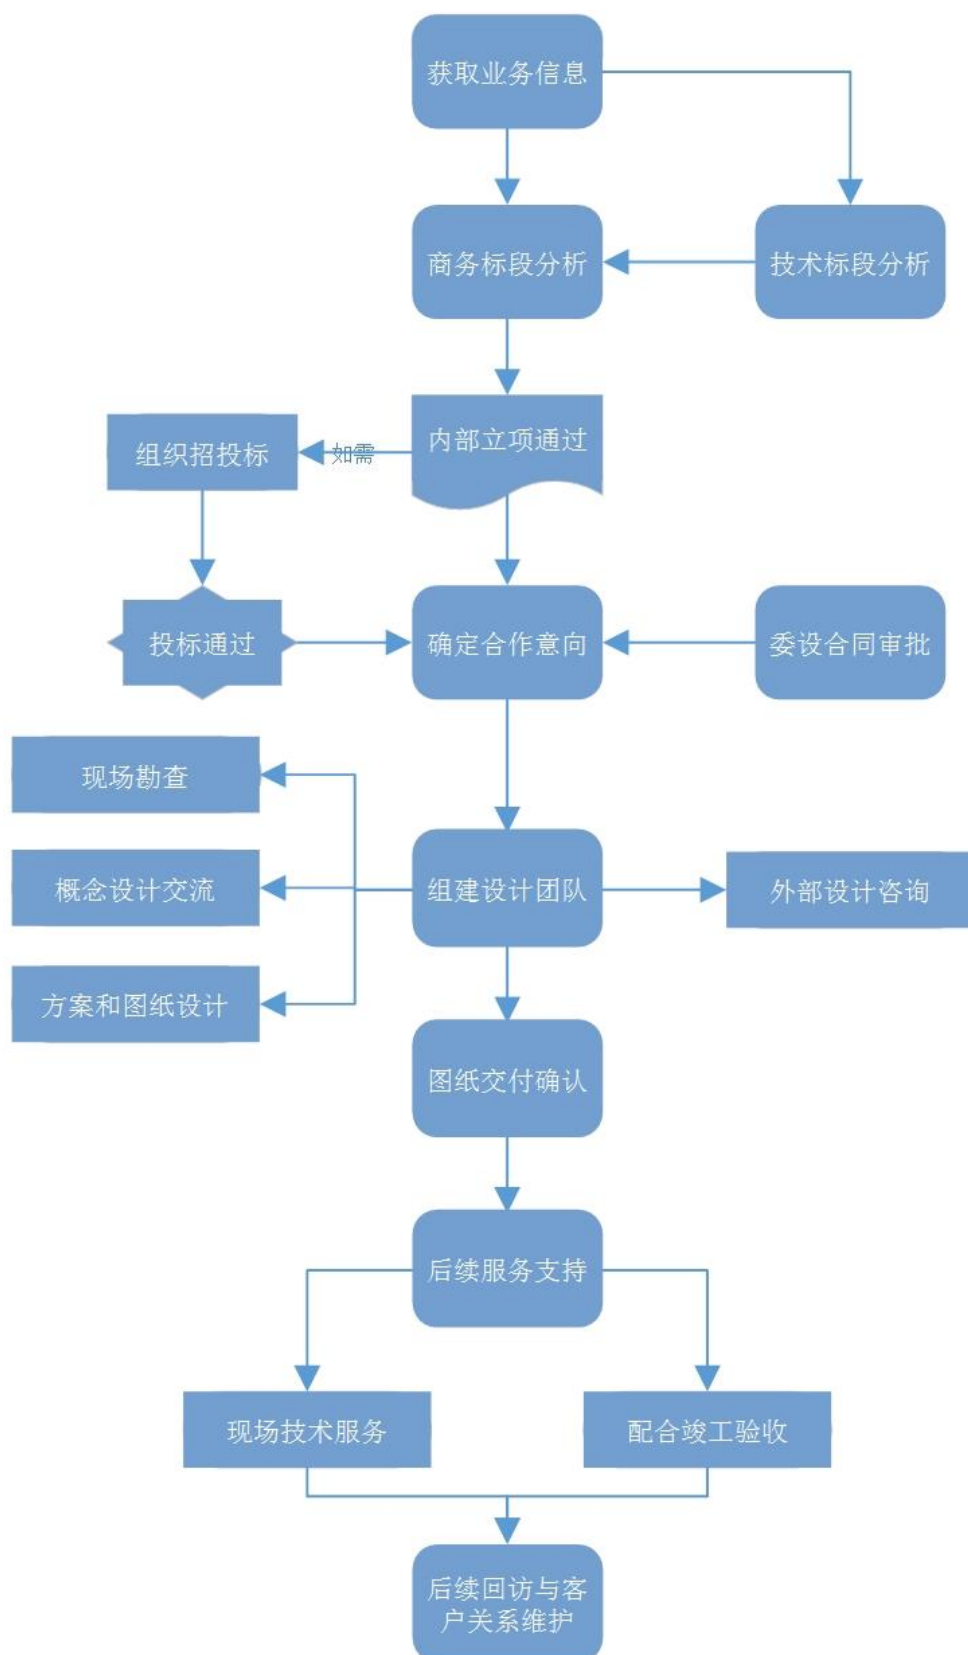 获取业务信息
商务标段分析
技术标段分析
组织招投标
如需
内部立项通过
投标通过
确定合作意向
委设合同审批
现场勘查
概念设计交流
组建设计团队
外部设计咨询
方案和图纸设计
图纸交付确认
后续服务支持
现场技术服务
配合竣工验收
后续回访与客
户关系维护